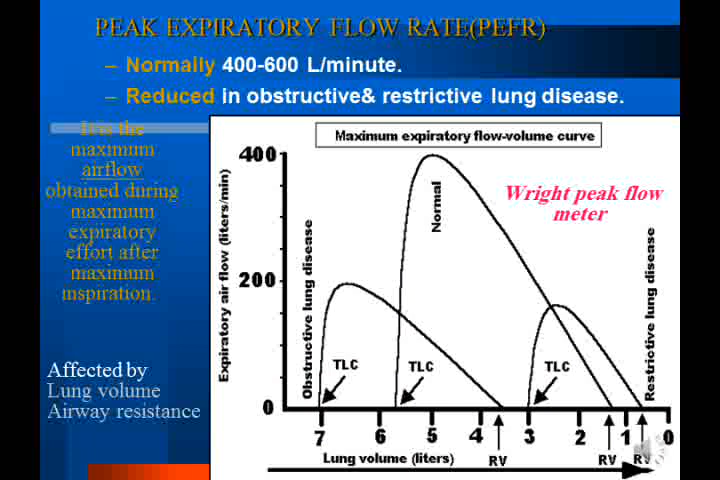 PEAK EXPIRATORY FLOW RATE(PEFR)
– Normally 400-600 L/minute.
– Reduced in obstructive& restrictive lung disease.
It is the
maximum
airflow
obtained during
maximum
expiratory
effort after
maximum
inspiration.
Affected by
Lung volume
Airway resistance
Maximum expiratory flow-volume curve
Wright peak flow
meter
Expiratory air flow (liters/min)
400
200
0
Obstructive lung disease
Normal
Restrictive lung disease
TLC
TLC
TLC
7 6 5 4 3 2 1 0
Lung volume (liters)
RV
RV
RV